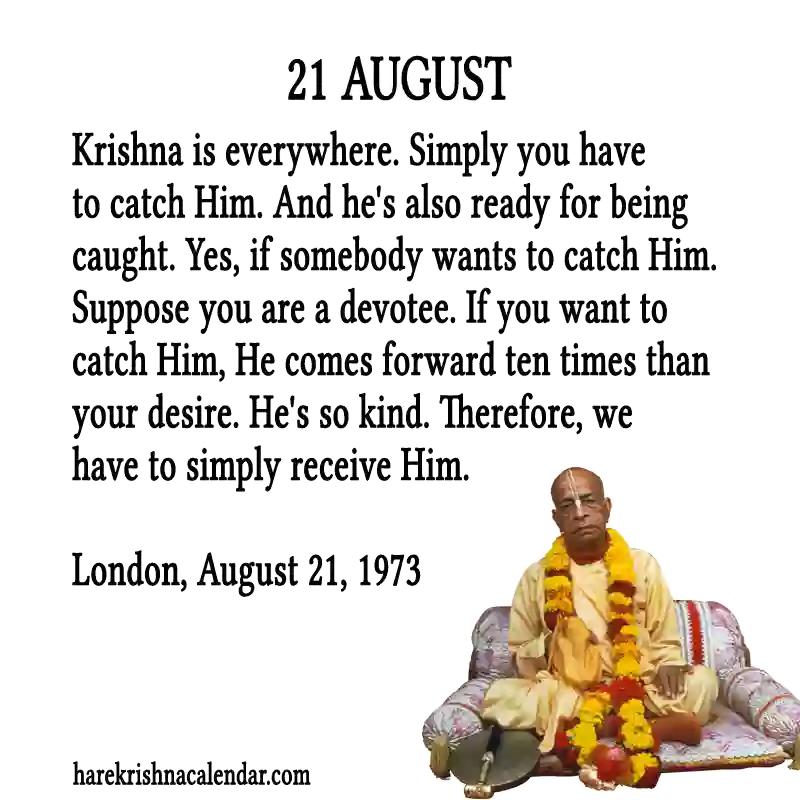 21 AUGUST
Krishna is everywhere. Simply you have
to catch Him. And he's also ready for being
caught. Yes, if somebody wants to catch Him.
Suppose you are a devotee. If you want to
catch Him, He comes forward ten times than
your desire. He's so kind. Therefore, we
have to simply receive Him.
London, August 21, 1973
harekrishnacalendar.com